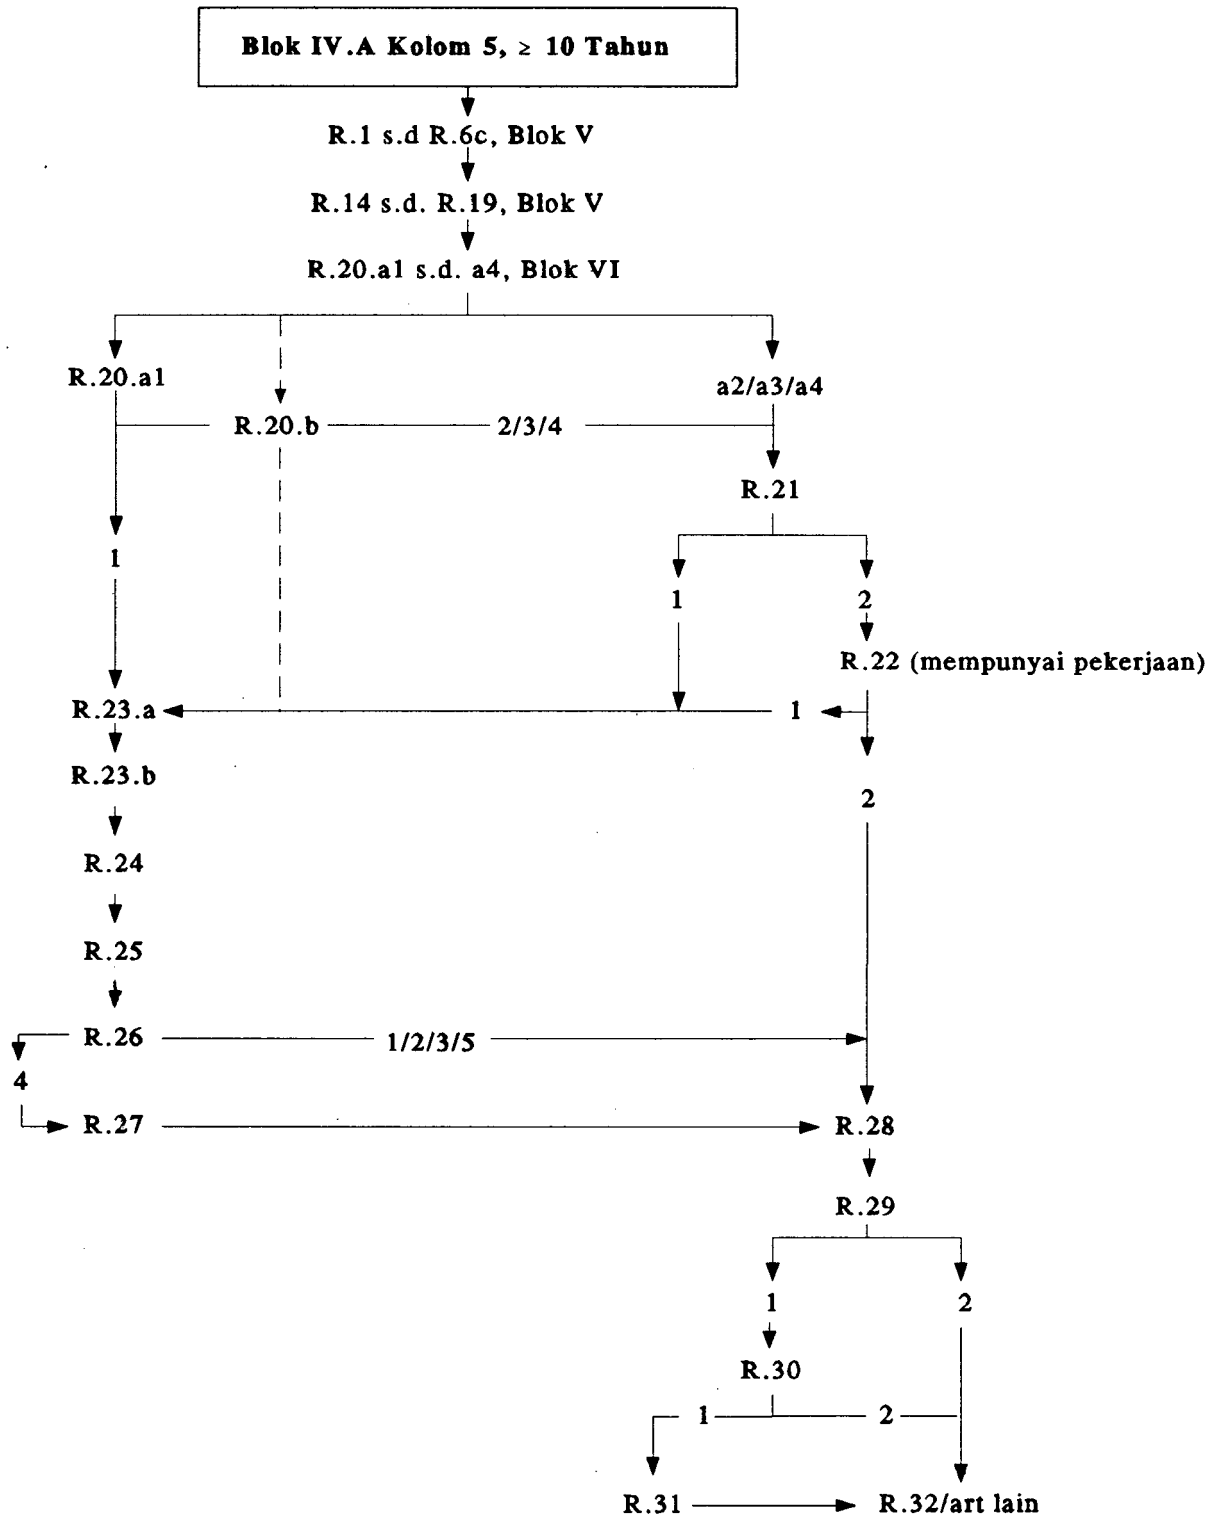 Blok IV.A Kolom 5, ≥ 10 Tahun
R.1 s.d R.6c, Blok V
R.14 s.d. R.19, Blok V
R.20.a1 s.d. a4, Blok VI
R.20.a1
a2/a3/a4
R.20.b
2/3/4
R.21
1
1
2
R.22 (mempunyai pekerjaan)
R.23.a
1
R.23.b
2
R.24
R.25
R.26
1/2/3/5
4
R.27
R.28
R.29
1
2
R.30
1
2
R.31
R.32/art lain